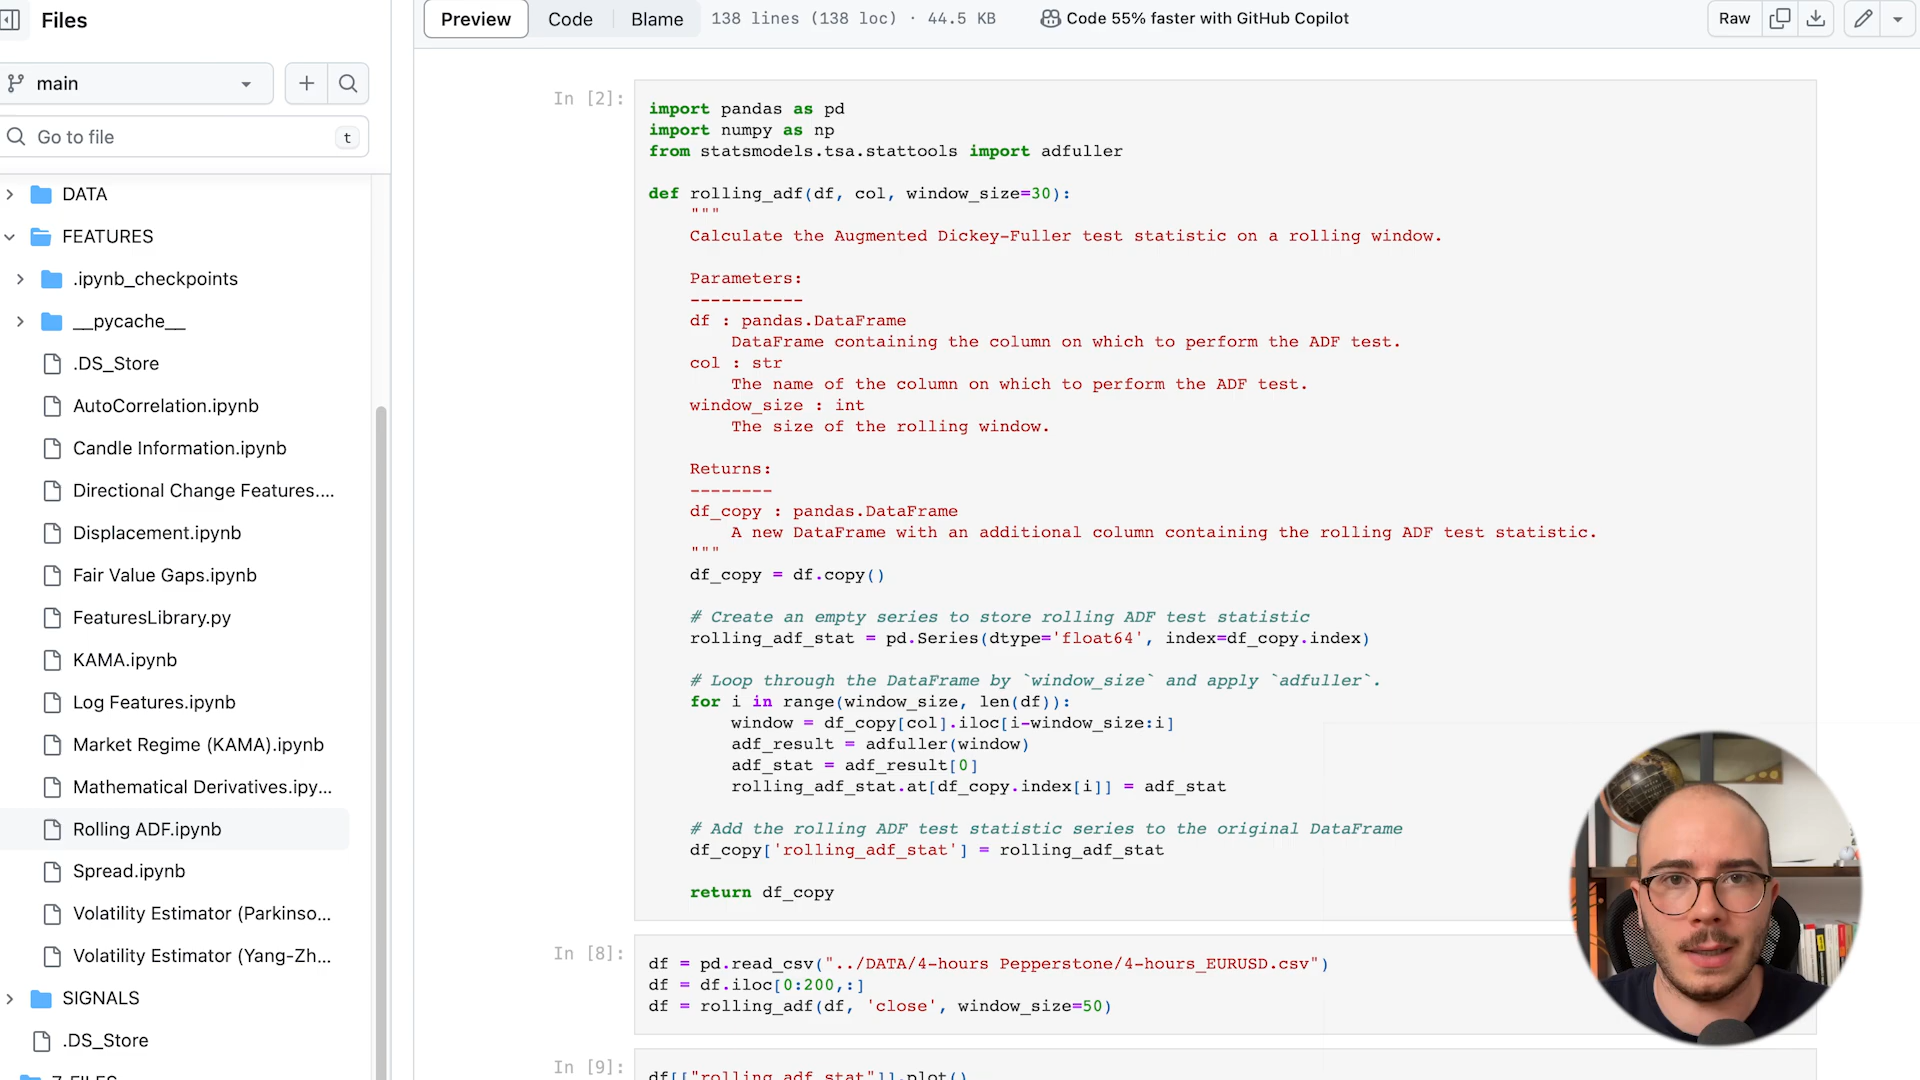 Files
main
Go to file
t
DATA
FEATURES
.ipynb_checkpoints
__pycache__
.DS_Store
AutoCorrelation.ipynb
Candle Information.ipynb
Directional Change Features....
Displacement.ipynb
Fair Value Gaps.ipynb
FeaturesLibrary.py
KAMA.ipynb
Log Features.ipynb
Market Regime (KAMA).ipynb
Mathematical Derivatives.ipy...
Rolling ADF.ipynb
Spread.ipynb
Volatility Estimator (Parkinso...
Volatility Estimator (Yang-Zh...
SIGNALS
.DS_Store
Preview Code Blame 138 lines (138 loc) · 44.5 KB Code 55% faster with GitHub Copilot Raw
In [2]:
import pandas as pd
import numpy as np
from statsmodels.tsa.stattools import adfuller
def rolling_adf(df, col, window_size=30):
"""
Calculate the Augmented Dickey-Fuller test statistic on a rolling window.
Parameters:
-----------
df : pandas.DataFrame
DataFrame containing the column on which to perform the ADF test.
col : str
The name of the column on which to perform the ADF test.
window_size : int
The size of the rolling window.
Returns:
--------
df_copy : pandas.DataFrame
A new DataFrame with an additional column containing the rolling ADF test statistic.
"""
df_copy = df.copy()
# Create an empty series to store rolling ADF test statistic
rolling_adf_stat = pd.Series(dtype='float64', index=df_copy.index)
# Loop through the DataFrame by `window_size` and apply `adfuller`.
for i in range(window_size, len(df)):
window = df_copy[col].iloc[i-window_size:i]
adf_result = adfuller(window)
adf_stat = adf_result[0]
rolling_adf_stat.at[df_copy.index[i]] = adf_stat
# Add the rolling ADF test statistic series to the original DataFrame
df_copy['rolling_adf_stat'] = rolling_adf_stat
return df_copy
In [8]:
df = pd.read_csv("../DATA/4-hours Pepperstone/4-hours_EURUSD.csv")
df = df.iloc[0:200,:]
df = rolling_adf(df, 'close', window_size=50)
In [9]:
df[["rolling_adf_stat"]].plot()